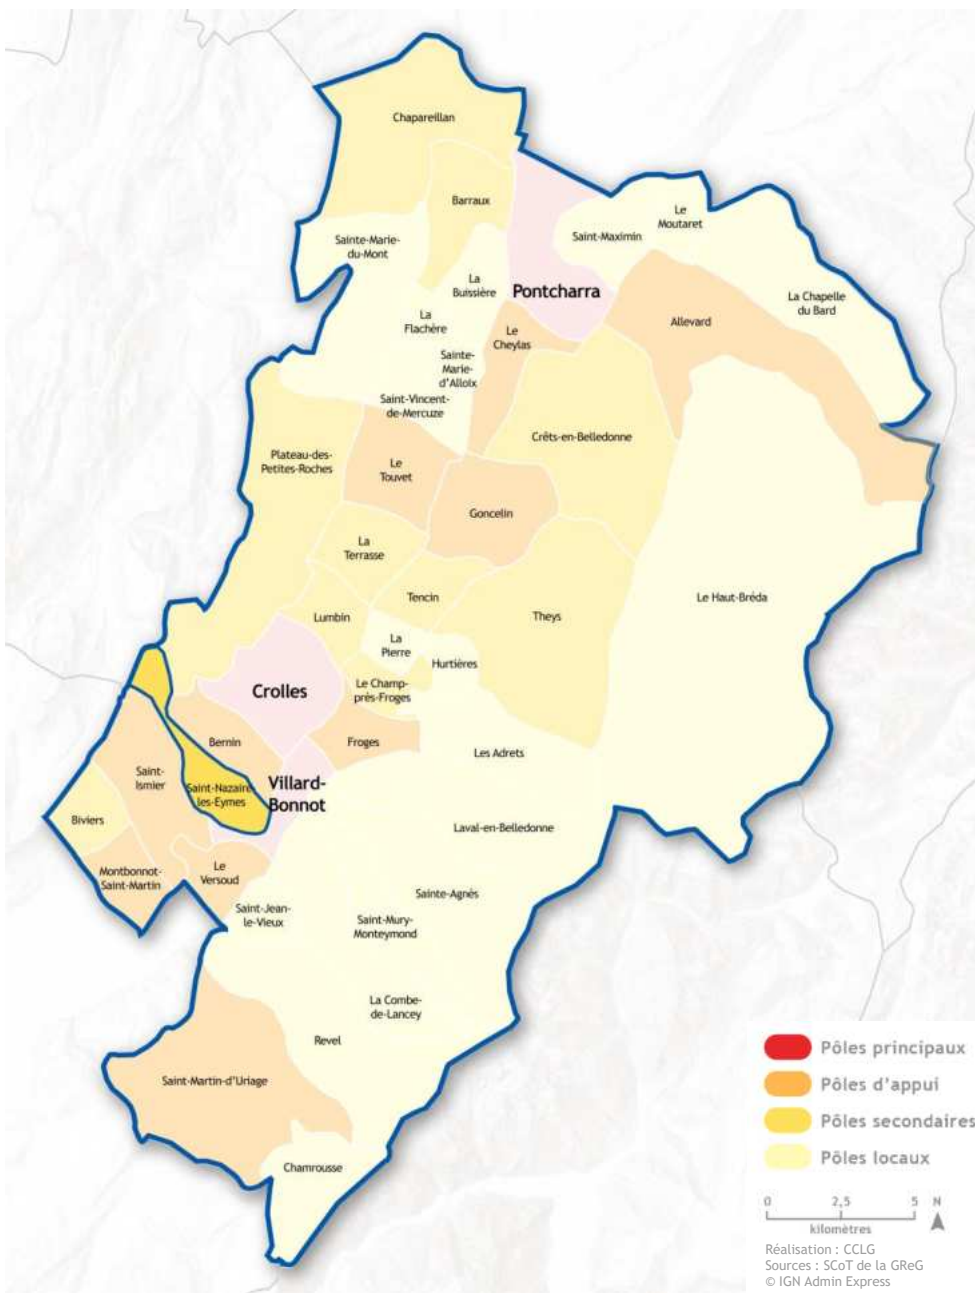 Chapareillan
Barraux
Le
Moutaret
Saint-Maximin
Sainte-Marie-
du-Mont
La
Buissière
Pontcharra
La Chapelle
du Bard
La
Flachère
Allevard
Le
Cheylas
Sainte-
Marie-
d'Alloix
Saint-Vincent-
de-Mercuze
Crêts-en-Belledonne
Plateau-des-
Petites-Roches
Le
Touvet
Goncelin
La
Terrasse
Tencin
Le Haut-Bréda
Lumbin
Theys
La
Pierre
Hurtières
Crolles
Le Champ-
près-Froges
Bernin
Froges
Les Adrets
Saint-
Ismier
Villard-
Bonnot
Saint-Nazaire-
les-Eymes
Biviers
Laval-en-Belledonne
Montbonnot-
Saint-Martin
Le
Versoud
Sainte-Agnès
Saint-Jean-
le-Vieux
Saint-Mury-
Monteymond
La Combe-
de-Lancey
Revel
Saint-Martin-d'Uriage
Chamrousse
Pôles principaux
Pôles d'appui
Pôles secondaires
Pôles locaux
0 2,5 5 N
kilomètres
Réalisation : CCLG
Sources : SCoT de la GReG
© IGN Admin Express